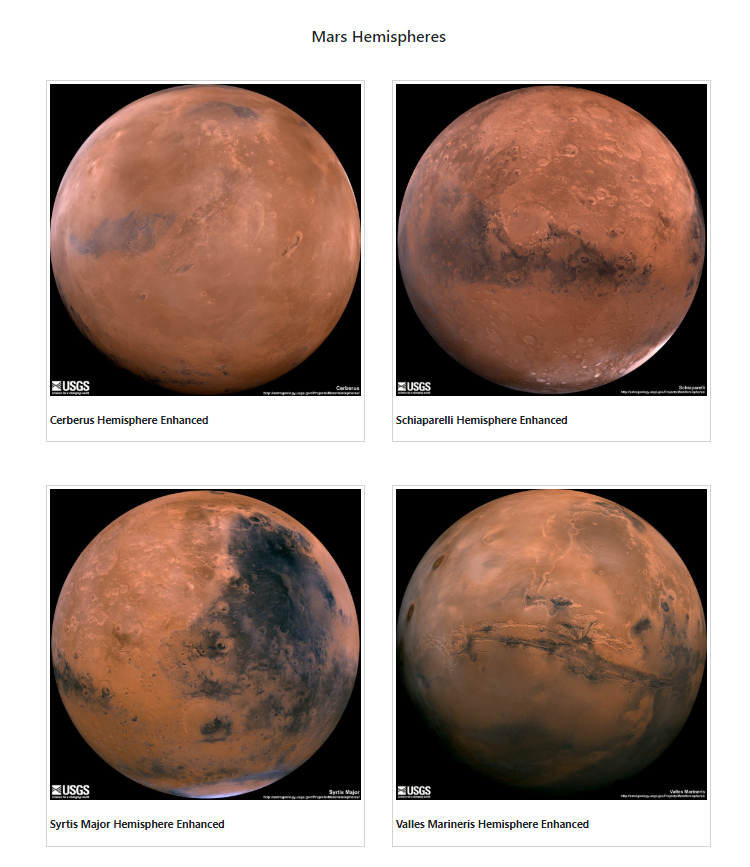 Mars Hemispheres
USGS
Cerberus
Cerberus Hemisphere Enhanced
USGS
Schiaparelli
Schiaparelli Hemisphere Enhanced
USGS
Syrtis Major
Syrtis Major Hemisphere Enhanced
USGS
Valles Marineris
Valles Marineris Hemisphere Enhanced